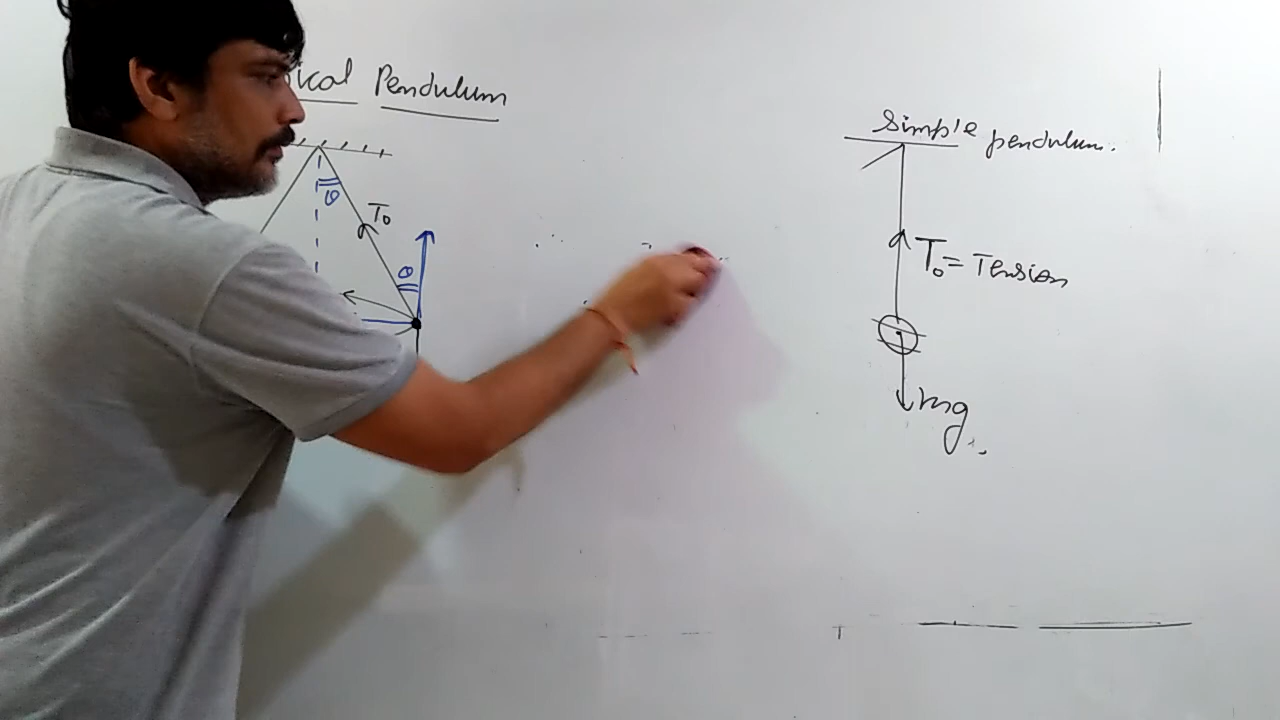 ical Pendulum
θ
T₀
θ
simple pendulum.
T₀ = Tension
mg